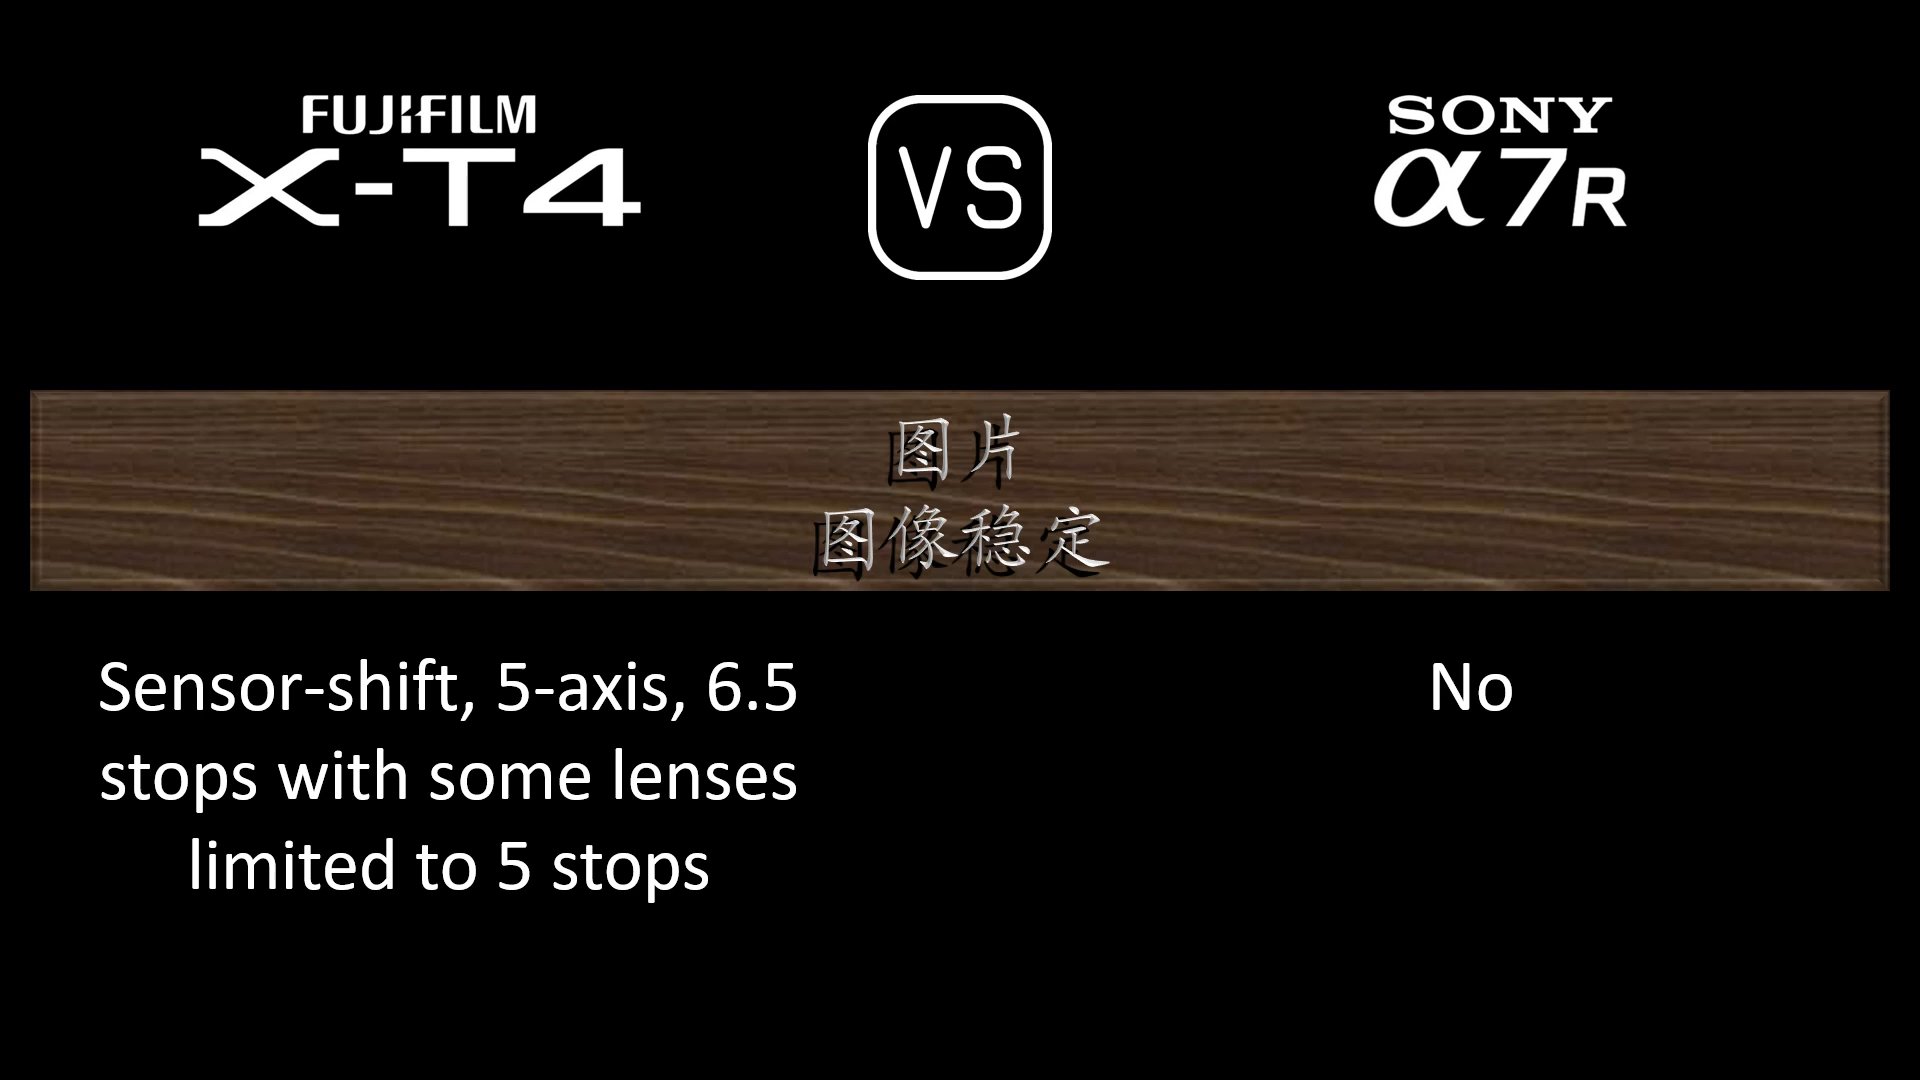 FUJIFILM
X-T4
VS
SONY
α7R
图片
图像稳定
Sensor-shift, 5-axis, 6.5
stops with some lenses
limited to 5 stops
No